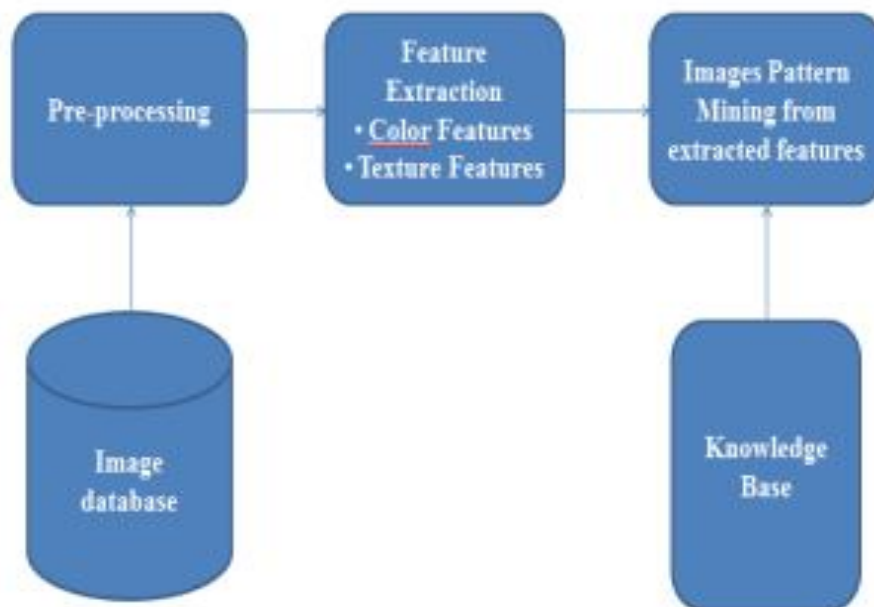 Pre-processing
Feature
Extraction
• Color Features
• Texture Features
Images Pattern
Mining from
extracted features
Image
database
Knowledge
Base